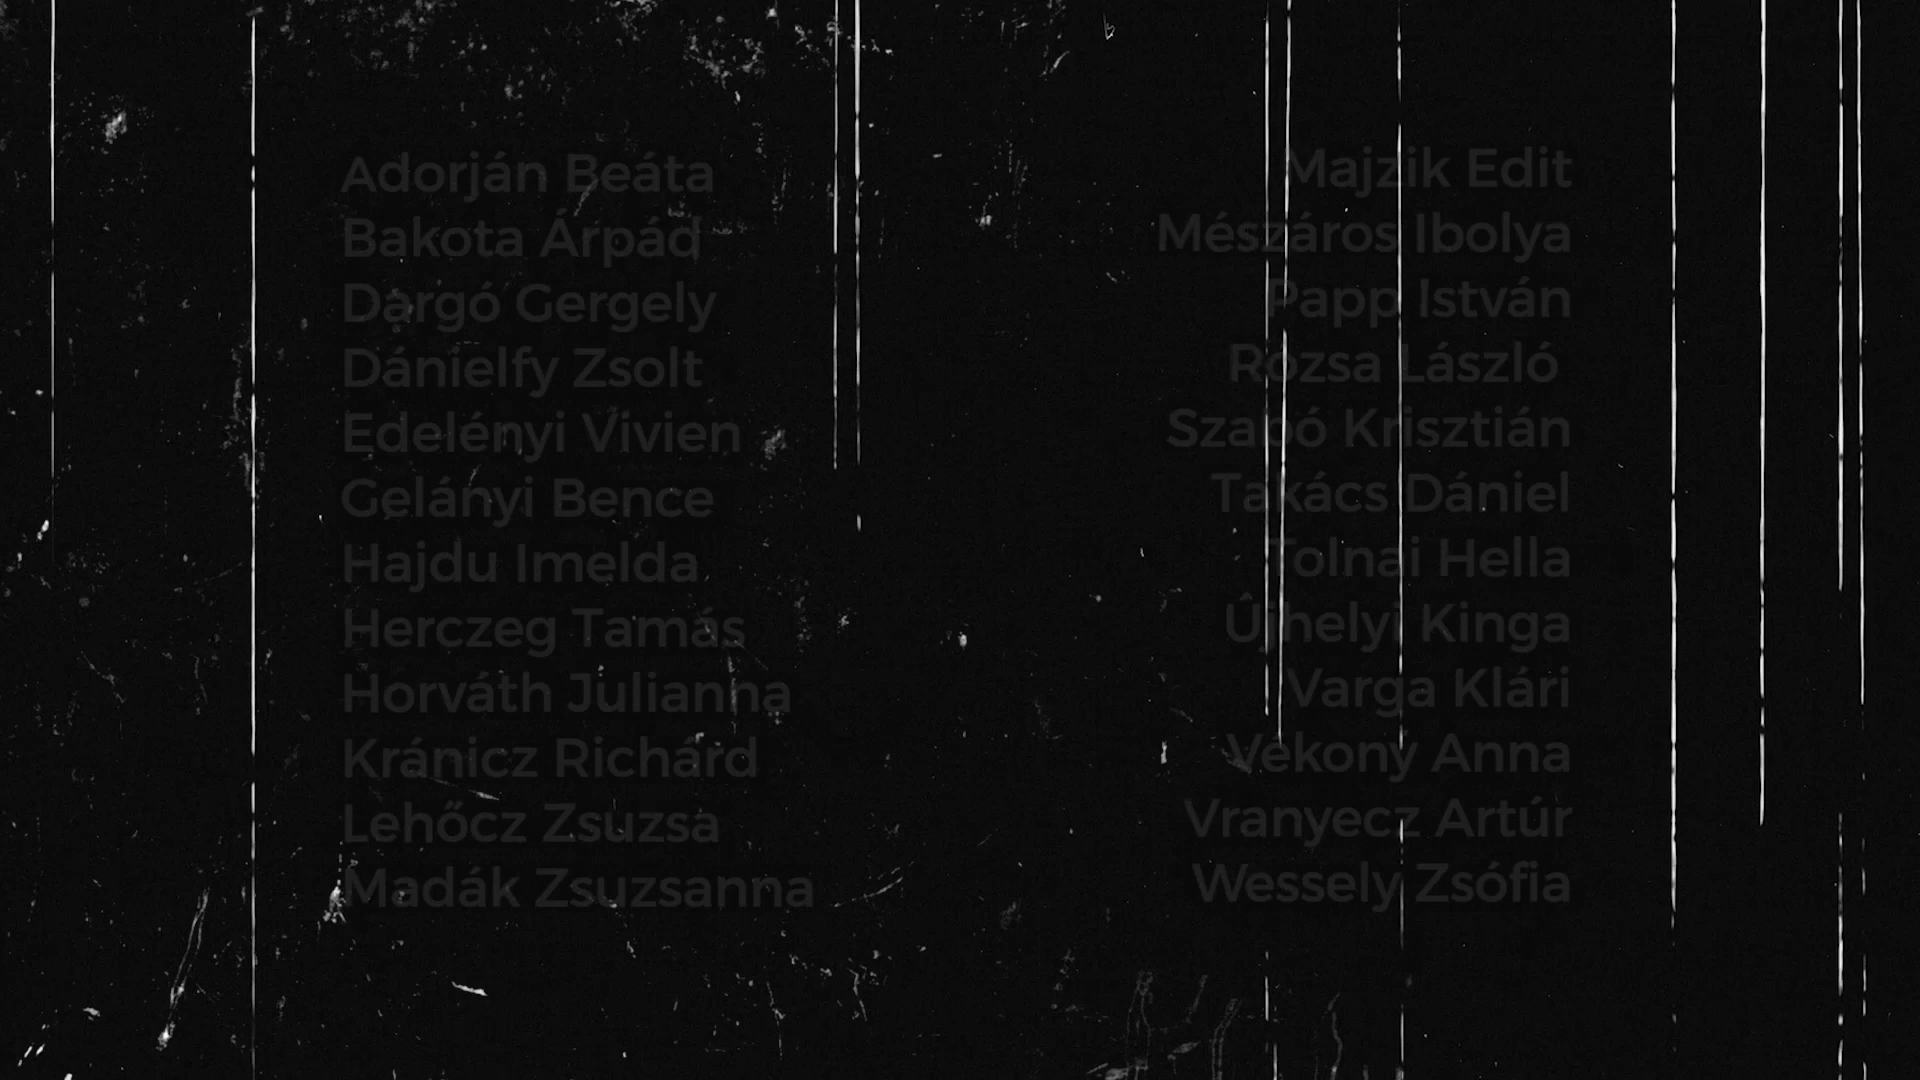 Adorján Beáta
Bakota Árpád
Dargó Gergely
Dánielfy Zsolt
Edelényi Vivien
Gelányi Bence
Hajdu Imelda
Herczeg Tamás
Horváth Julianna
Kránicz Richárd
Lehőcz Zsuzsa
Madák Zsuzsanna
Majzik Edit
Mészáros Ibolya
Papp István
Rózsa László
Szabó Krisztián
Takács Dániel
Tolnai Hella
Újhelyi Kinga
Varga Klári
Vékony Anna
Vranyecz Artúr
Wessely Zsófia